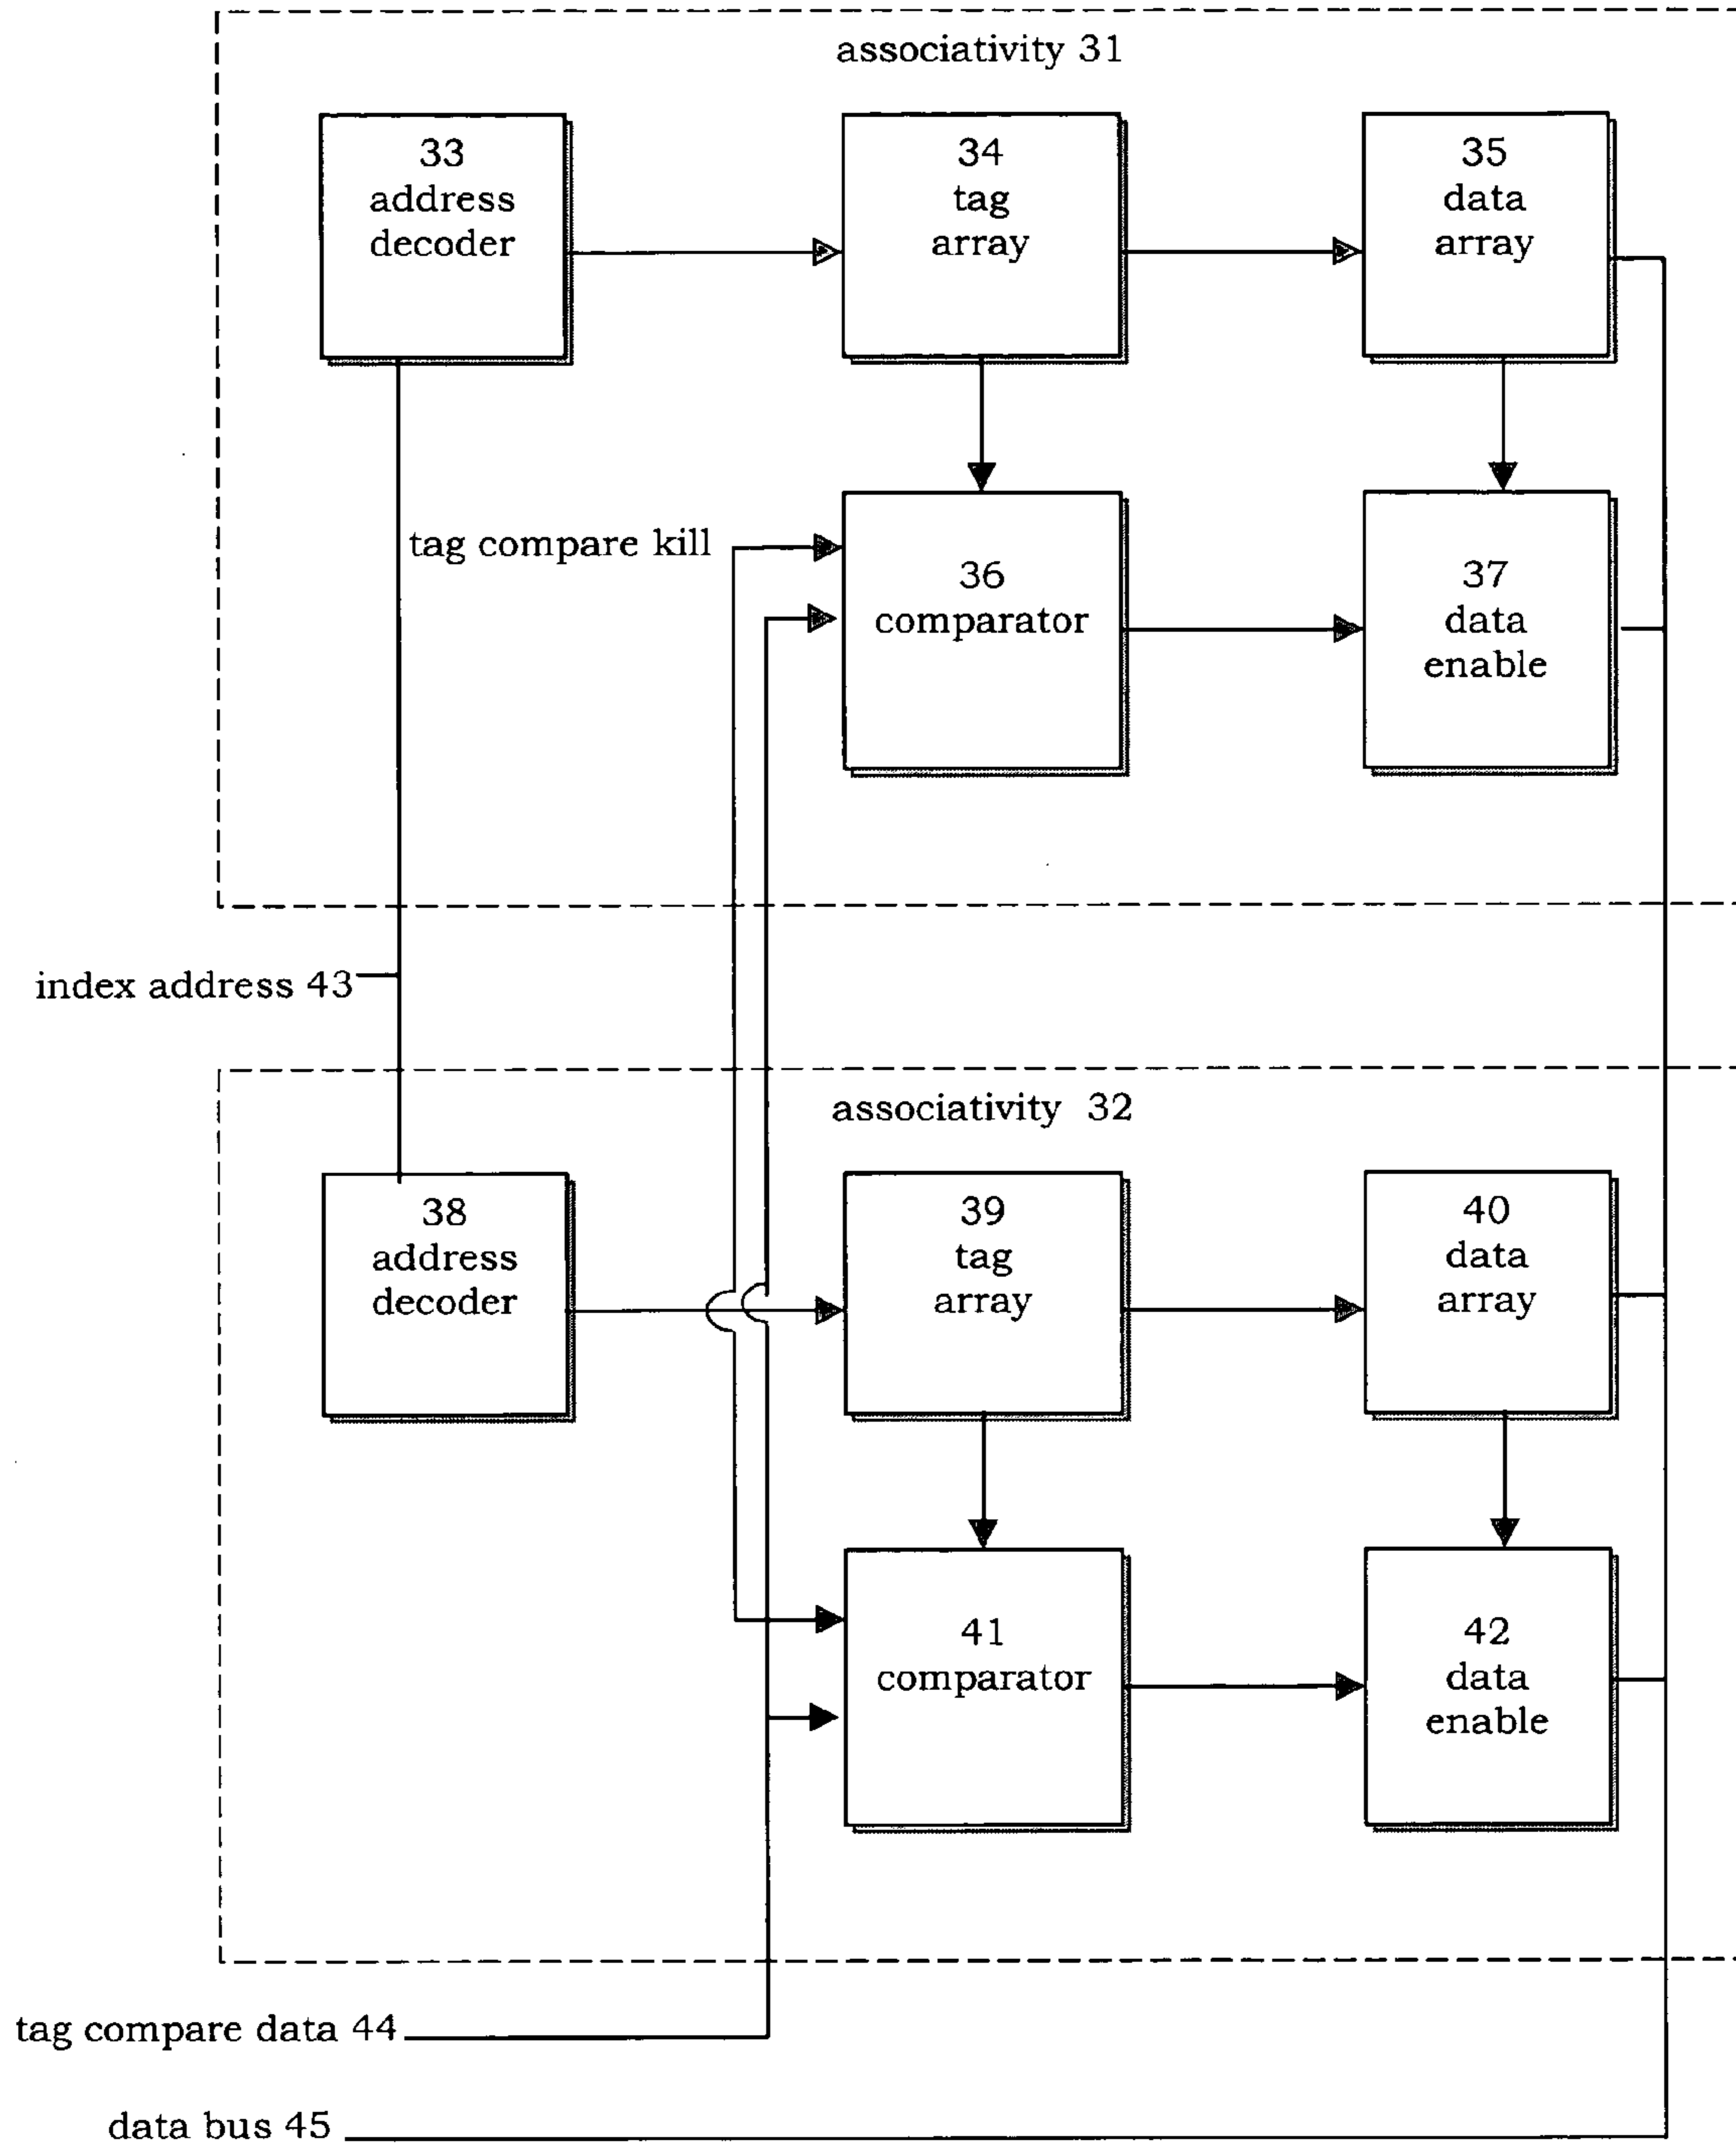 associativity 31
33
address
decoder
34
tag
array
35
data
array
tag compare kill
36
comparator
37
data
enable
index address 43
associativity 32
38
address
decoder
39
tag
array
40
data
array
41
comparator
42
data
enable
tag compare data 44
data bus 45